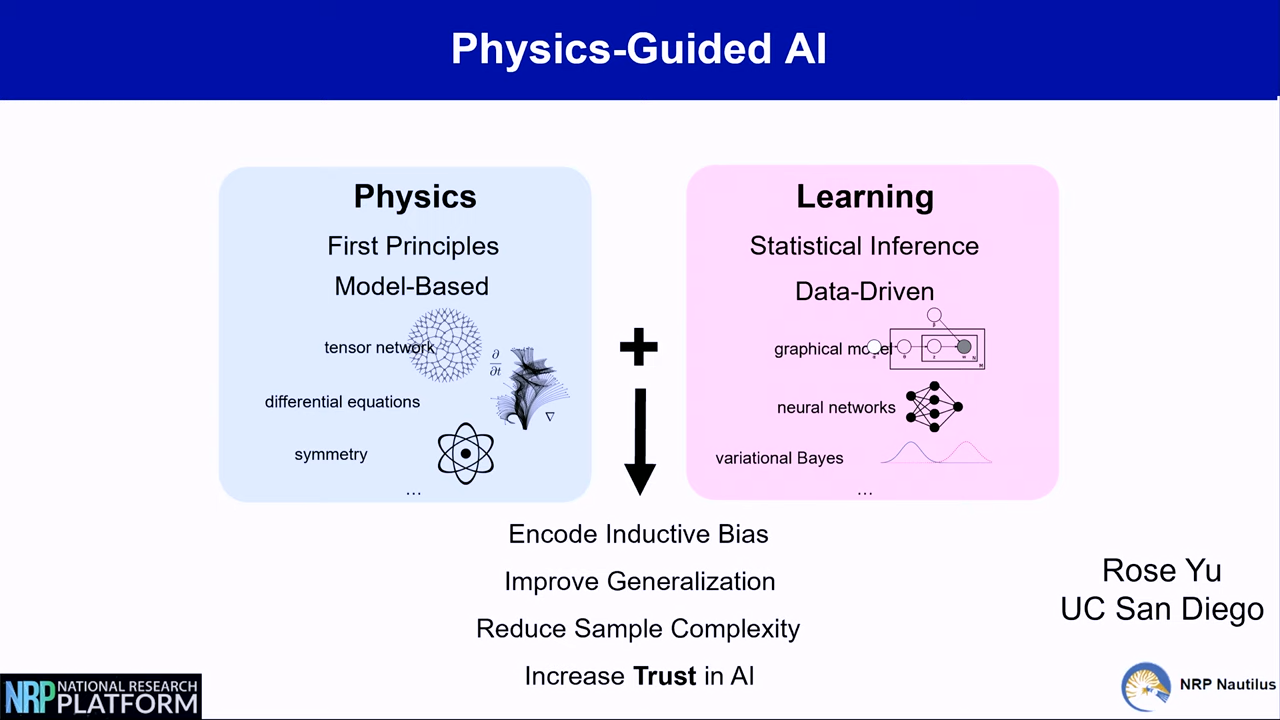 Physics-Guided AI
Physics
First Principles
Model-Based
tensor network
∂
∂t
differential equations
∇
symmetry
...
+
Learning
Statistical Inference
Data-Driven
graphical model
neural networks
variational Bayes
...
Encode Inductive Bias
Improve Generalization
Reduce Sample Complexity
Increase Trust in AI
Rose Yu
UC San Diego
NRP NATIONAL RESEARCH
PLATFORM
NRP Nautilus